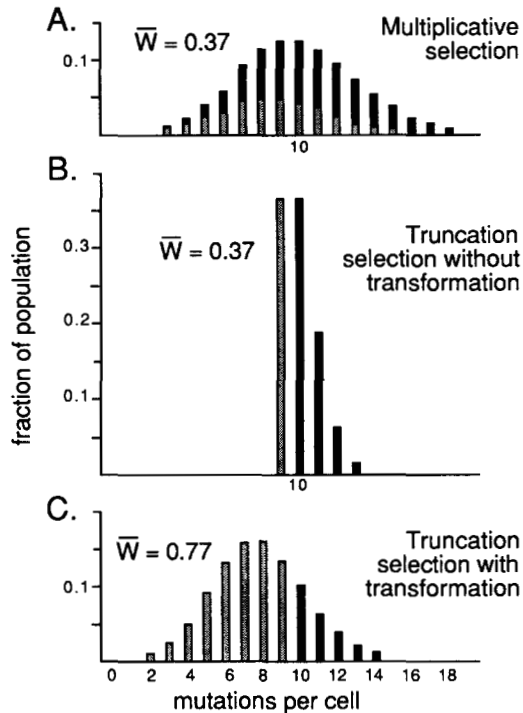 A.
W̅ = 0.37
Multiplicative
selection
0.1
10
B.
W̅ = 0.37
Truncation
selection without
transformation
0.3
0.2
0.1
10
fraction of population
C.
W̅ = 0.77
Truncation
selection with
transformation
0.1
0 2 4 6 8 10 12 14 16 18
mutations per cell